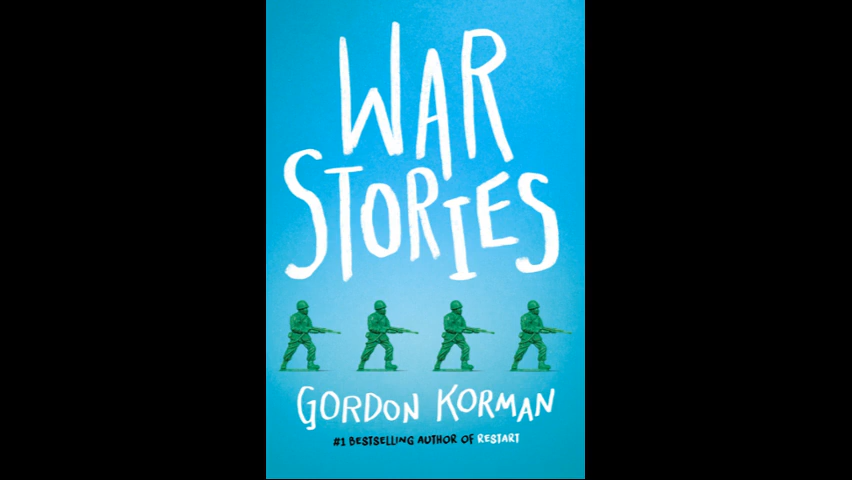 WAR
STORIES
GORDON KORMAN
#1 BESTSELLING AUTHOR OF RESTART